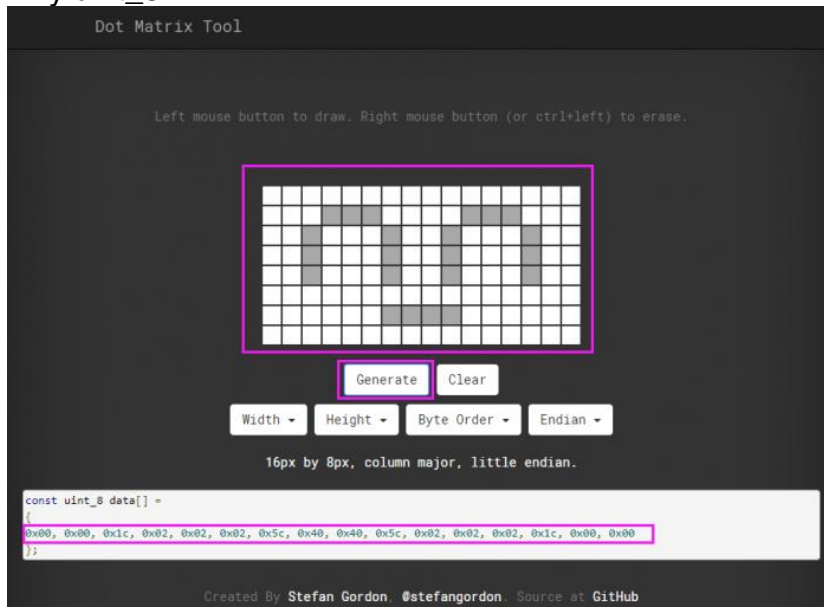 Dot Matrix Tool
Left mouse button to draw. Right mouse button (or ctrl+left) to erase.
Generate Clear
Width Height Byte Order Endian
16px by 8px, column major, little endian.
const uint_8 data[] =
{
0x00, 0x00, 0x1c, 0x02, 0x02, 0x02, 0x5c, 0x40, 0x40, 0x5c, 0x02, 0x02, 0x02, 0x1c, 0x00, 0x00
};
Created By Stefan Gordon. @stefangordon. Source at GitHub